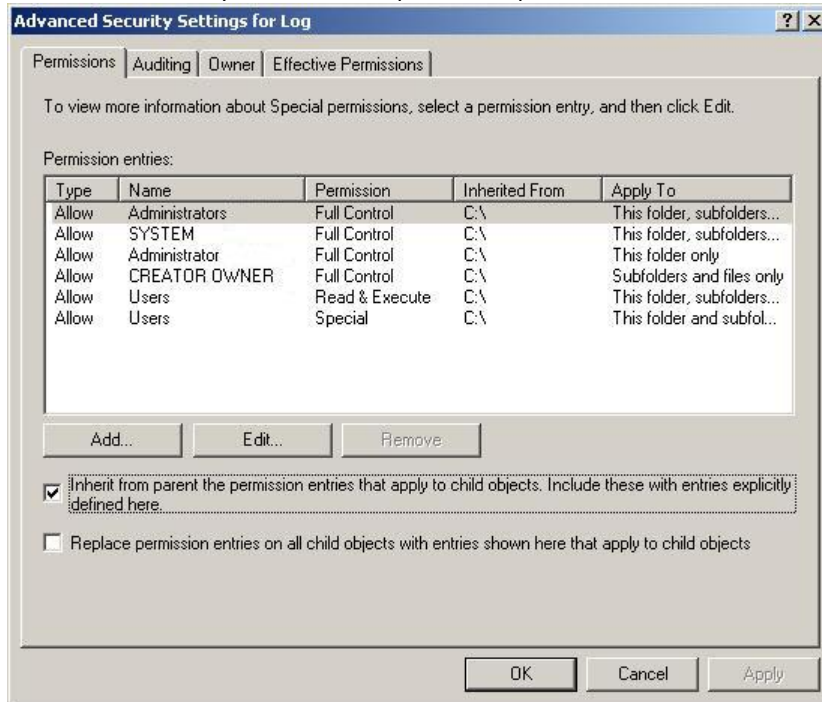 Advanced Security Settings for Log
Permissions Auditing Owner Effective Permissions
To view more information about Special permissions, select a permission entry, and then click Edit.
Permission entries:
Type Name Permission Inherited From Apply To
Allow Administrators Full Control C:\ This folder, subfolders...
Allow SYSTEM Full Control C:\ This folder, subfolders...
Allow Administrator Full Control C:\ This folder only
Allow CREATOR OWNER Full Control C:\ Subfolders and files only
Allow Users Read & Execute C:\ This folder, subfolders...
Allow Users Special C:\ This folder and subfol...
Add... Edit... Remove
Inherit from parent the permission entries that apply to child objects. Include these with entries explicitly
defined here.
Replace permission entries on all child objects with entries shown here that apply to child objects
OK Cancel Apply